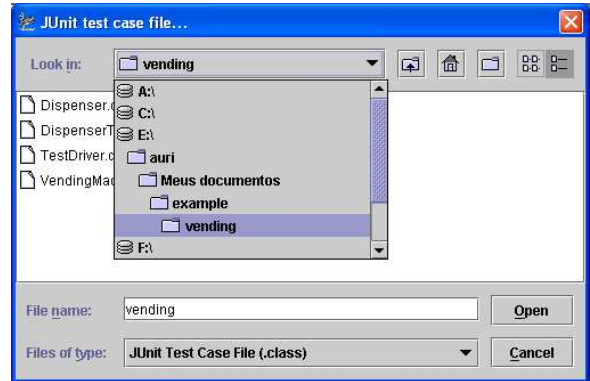 JUnit test case file...
Look in: vending
A:\
Dispenser.
C:\
DispenserT
E:\
TestDriver.
auri
VendingMa
Meus documentos
example
vending
F:\
File name: vending Open
Files of type: JUnit Test Case File (.class) Cancel